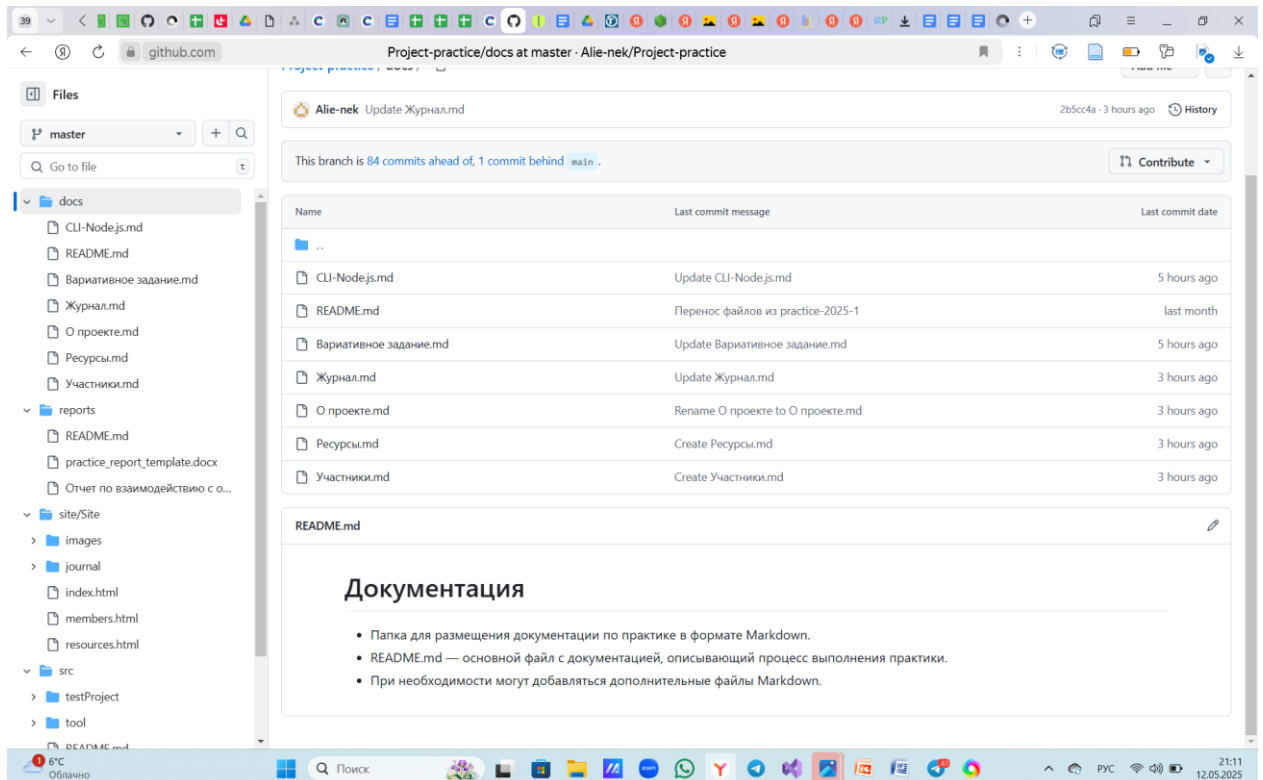 39
github.com
Project-practice/docs at master · Alie-nek/Project-practice
Files
master
Go to file
t
docs
CLI-Node.js.md
README.md
Вариативное задание.md
Журнал.md
О проекте.md
Ресурсы.md
Участники.md
reports
README.md
practice_report_template.docx
Отчет по взаимодействию с о...
site/Site
images
journal
index.html
members.html
resources.html
src
testProject
tool
README.md
Project-practice / docs /
Add file
Alie-nek Update Журнал.md
2b5cc4a · 3 hours ago History
This branch is 84 commits ahead of, 1 commit behind main .
Contribute
Name Last commit message Last commit date
..
CLI-Node.js.md Update CLI-Node.js.md 5 hours ago
README.md Перенос файлов из practice-2025-1 last month
Вариативное задание.md Update Вариативное задание.md 5 hours ago
Журнал.md Update Журнал.md 3 hours ago
О проекте.md Rename О проекте to О проекте.md 3 hours ago
Ресурсы.md Create Ресурсы.md 3 hours ago
Участники.md Create Участники.md 3 hours ago
README.md
Документация
• Папка для размещения документации по практике в формате Markdown.
• README.md — основной файл с документацией, описывающий процесс выполнения практики.
• При необходимости могут добавляться дополнительные файлы Markdown.
1
6°C
Облачно
Поиск
РУС
21:11
12.05.2025